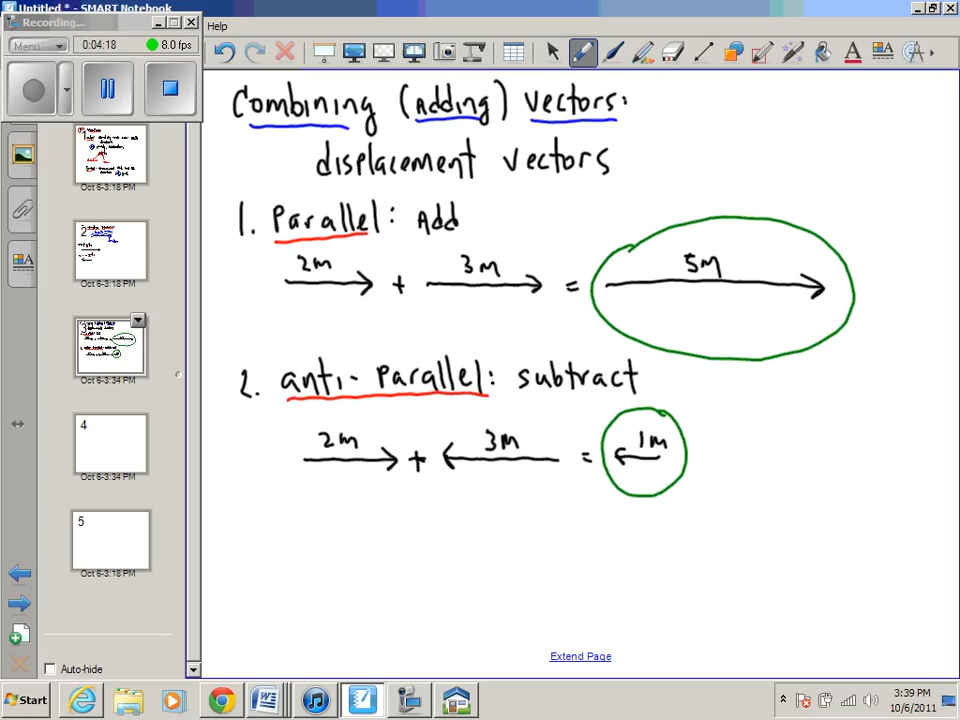 Untitled * - SMART Notebook
Recording...
Menu
0:04:18
8.0 fps
Help
Oct 6-3:18 PM
2
Oct 6-3:18 PM
3
Oct 6-3:34 PM
4
Oct 6-3:34 PM
5
Oct 6-3:34 PM
Auto-hide
Combining (Adding) Vectors:
displacement vectors
1. Parallel: Add
2m + 3m = 5m
2. anti-Parallel: subtract
2m + 3m = 1m
Extend Page
Start
3:39 PM
10/6/2011